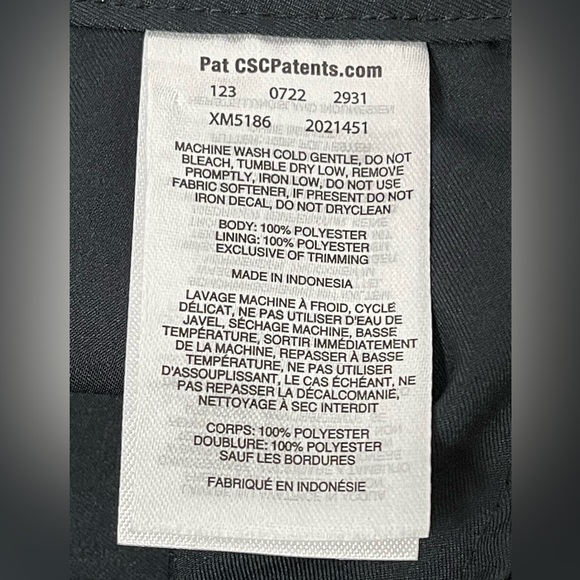 Pat CSCPatents.com
123 0722 2931
XM5186 2021451
MACHINE WASH COLD GENTLE, DO NOT
BLEACH, TUMBLE DRY LOW, REMOVE
PROMPTLY, IRON LOW, DO NOT USE
FABRIC SOFTENER, IF PRESENT DO NOT
IRON DECAL, DO NOT DRYCLEAN
BODY: 100% POLYESTER
LINING: 100% POLYESTER
EXCLUSIVE OF TRIMMING
MADE IN INDONESIA
LAVAGE MACHINE À FROID, CYCLE
DÉLICAT, NE PAS UTILISER D'EAU DE
JAVEL, SÉCHAGE MACHINE, BASSE
TEMPÉRATURE, SORTIR IMMÉDIATEMENT
DE LA MACHINE, REPASSER À BASSE
TEMPÉRATURE, NE PAS UTILISER
D'ASSOUPLISSANT, LE CAS ÉCHÉANT, NE
PAS REPASSER LA DÉCALCOMANIE,
NETTOYAGE À SEC INTERDIT
CORPS: 100% POLYESTER
DOUBLURE: 100% POLYESTER
SAUF LES BORDURES
FABRIQUÉ EN INDONÉSIE